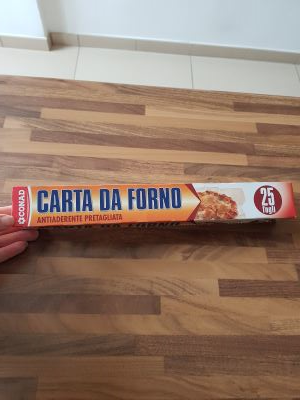 CONAD
CARTA DA FORNO
ANTIADERENTE PRETAGLIATA
25
fogli